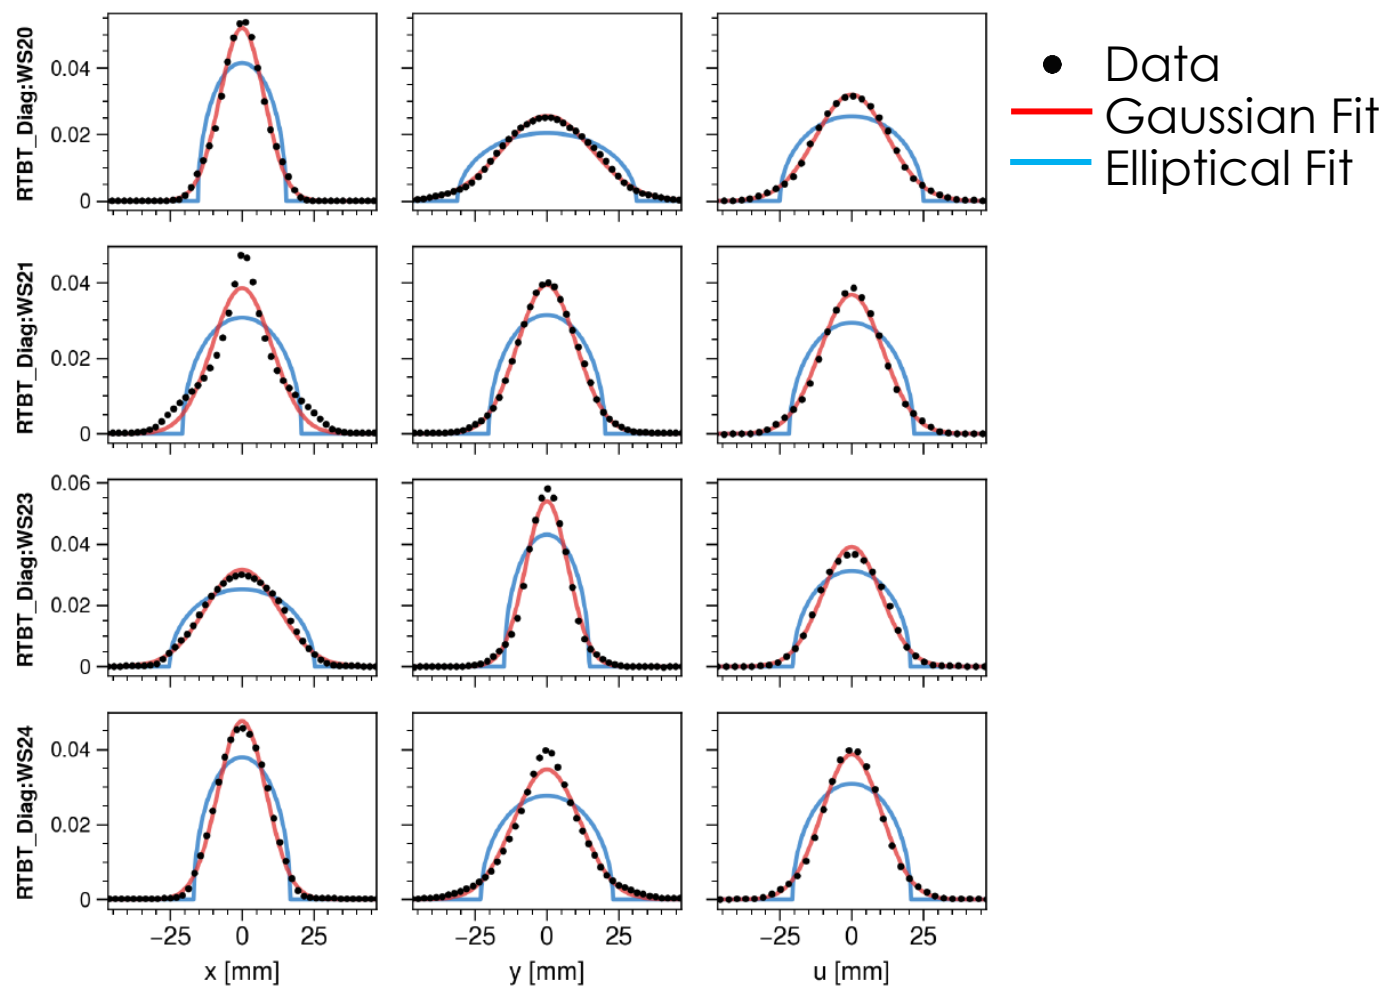 RTBT_Diag:WS20
0.04
0.02
0
Data
Gaussian Fit
Elliptical Fit
RTBT_Diag:WS21
0.04
0.02
0
RTBT_Diag:WS23
0.06
0.04
0.02
0
RTBT_Diag:WS24
0.04
0.02
0
−25 0 25
−25 0 25
−25 0 25
x [mm]
y [mm]
u [mm]